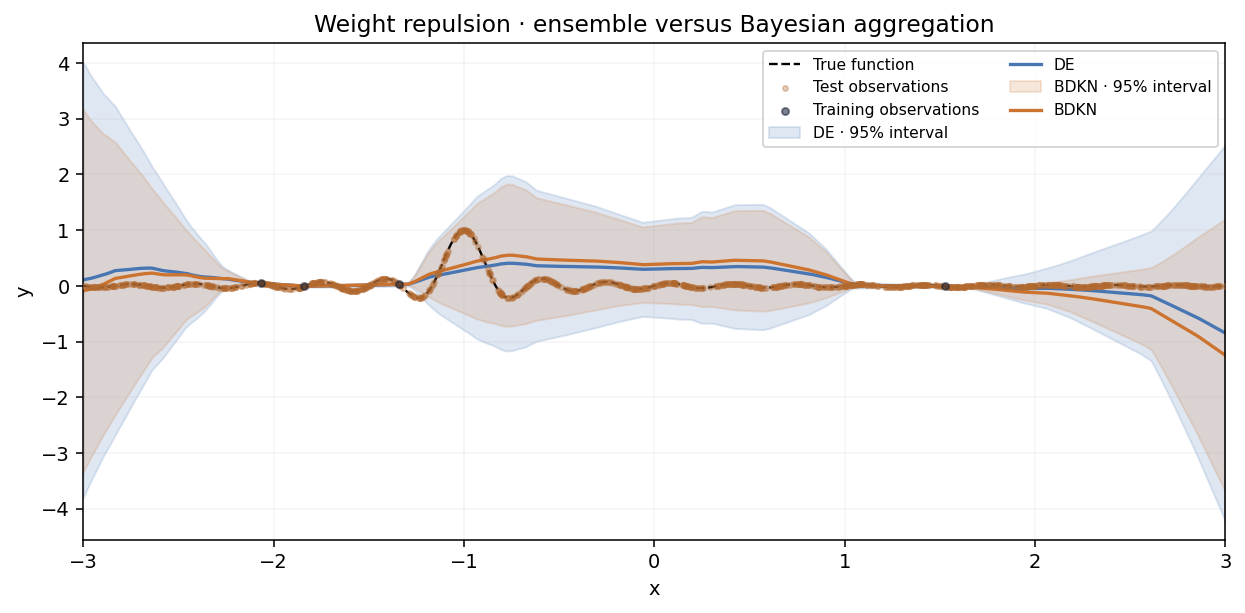 Weight repulsion · ensemble versus Bayesian aggregation
True function
Test observations
Training observations
DE · 95% interval
DE
BDKN · 95% interval
BDKN
4
3
2
1
0
−1
−2
−3
−4
y
−3
−2
−1
0
1
2
3
x